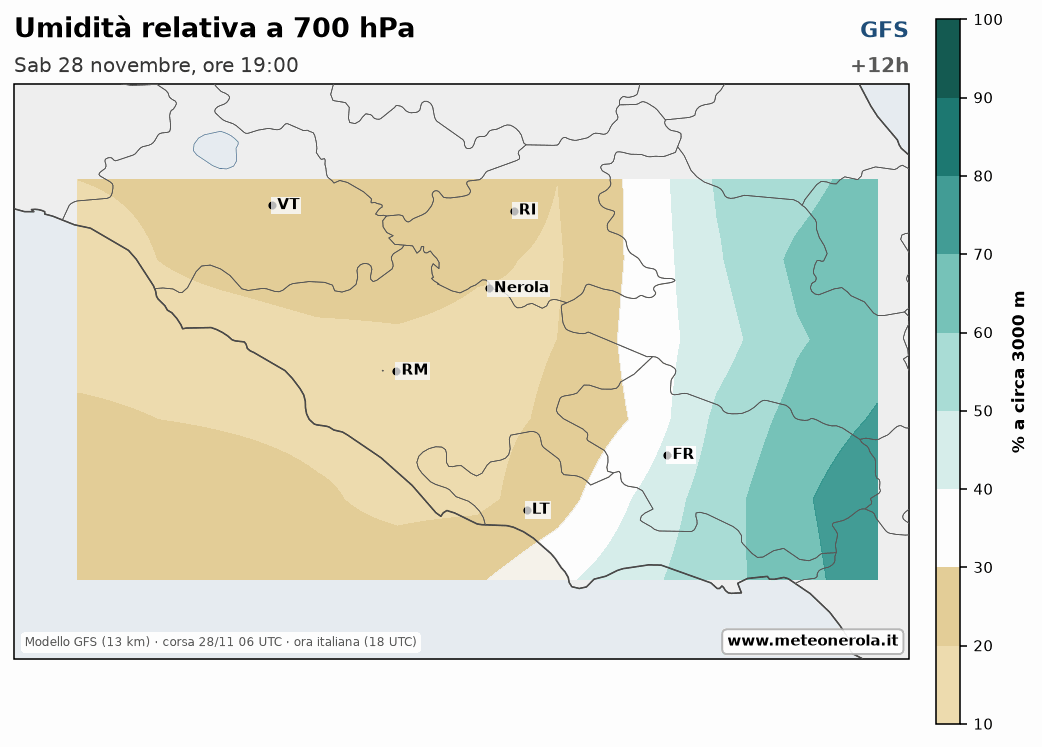 Umidità relativa a 700 hPa
GFS
Sab 28 novembre, ore 19:00
+12h
100
90
80
70
60
50
40
30
20
10
% a circa 3000 m
VT
RI
Nerola
RM
FR
LT
Modello GFS (13 km) · corsa 28/11 06 UTC · ora italiana (18 UTC)
www.meteonerola.it